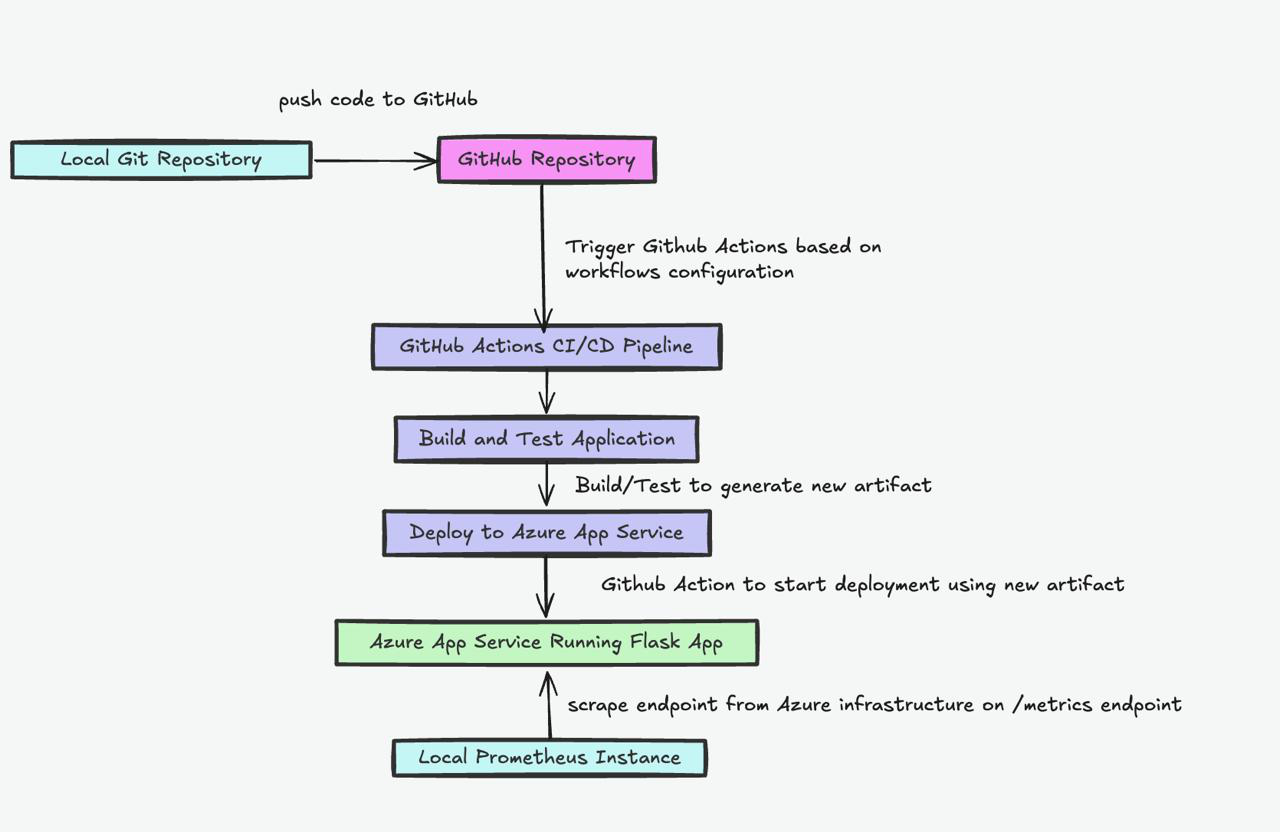 push code to GitHub
Local Git Repository
GitHub Repository
Trigger Github Actions based on
workflows configuration
GitHub Actions CI/CD Pipeline
Build and Test Application
Build/Test to generate new artifact
Deploy to Azure App Service
Github Action to start deployment using new artifact
Azure App Service Running Flask App
scrape endpoint from Azure infrastructure on /metrics endpoint
Local Prometheus Instance